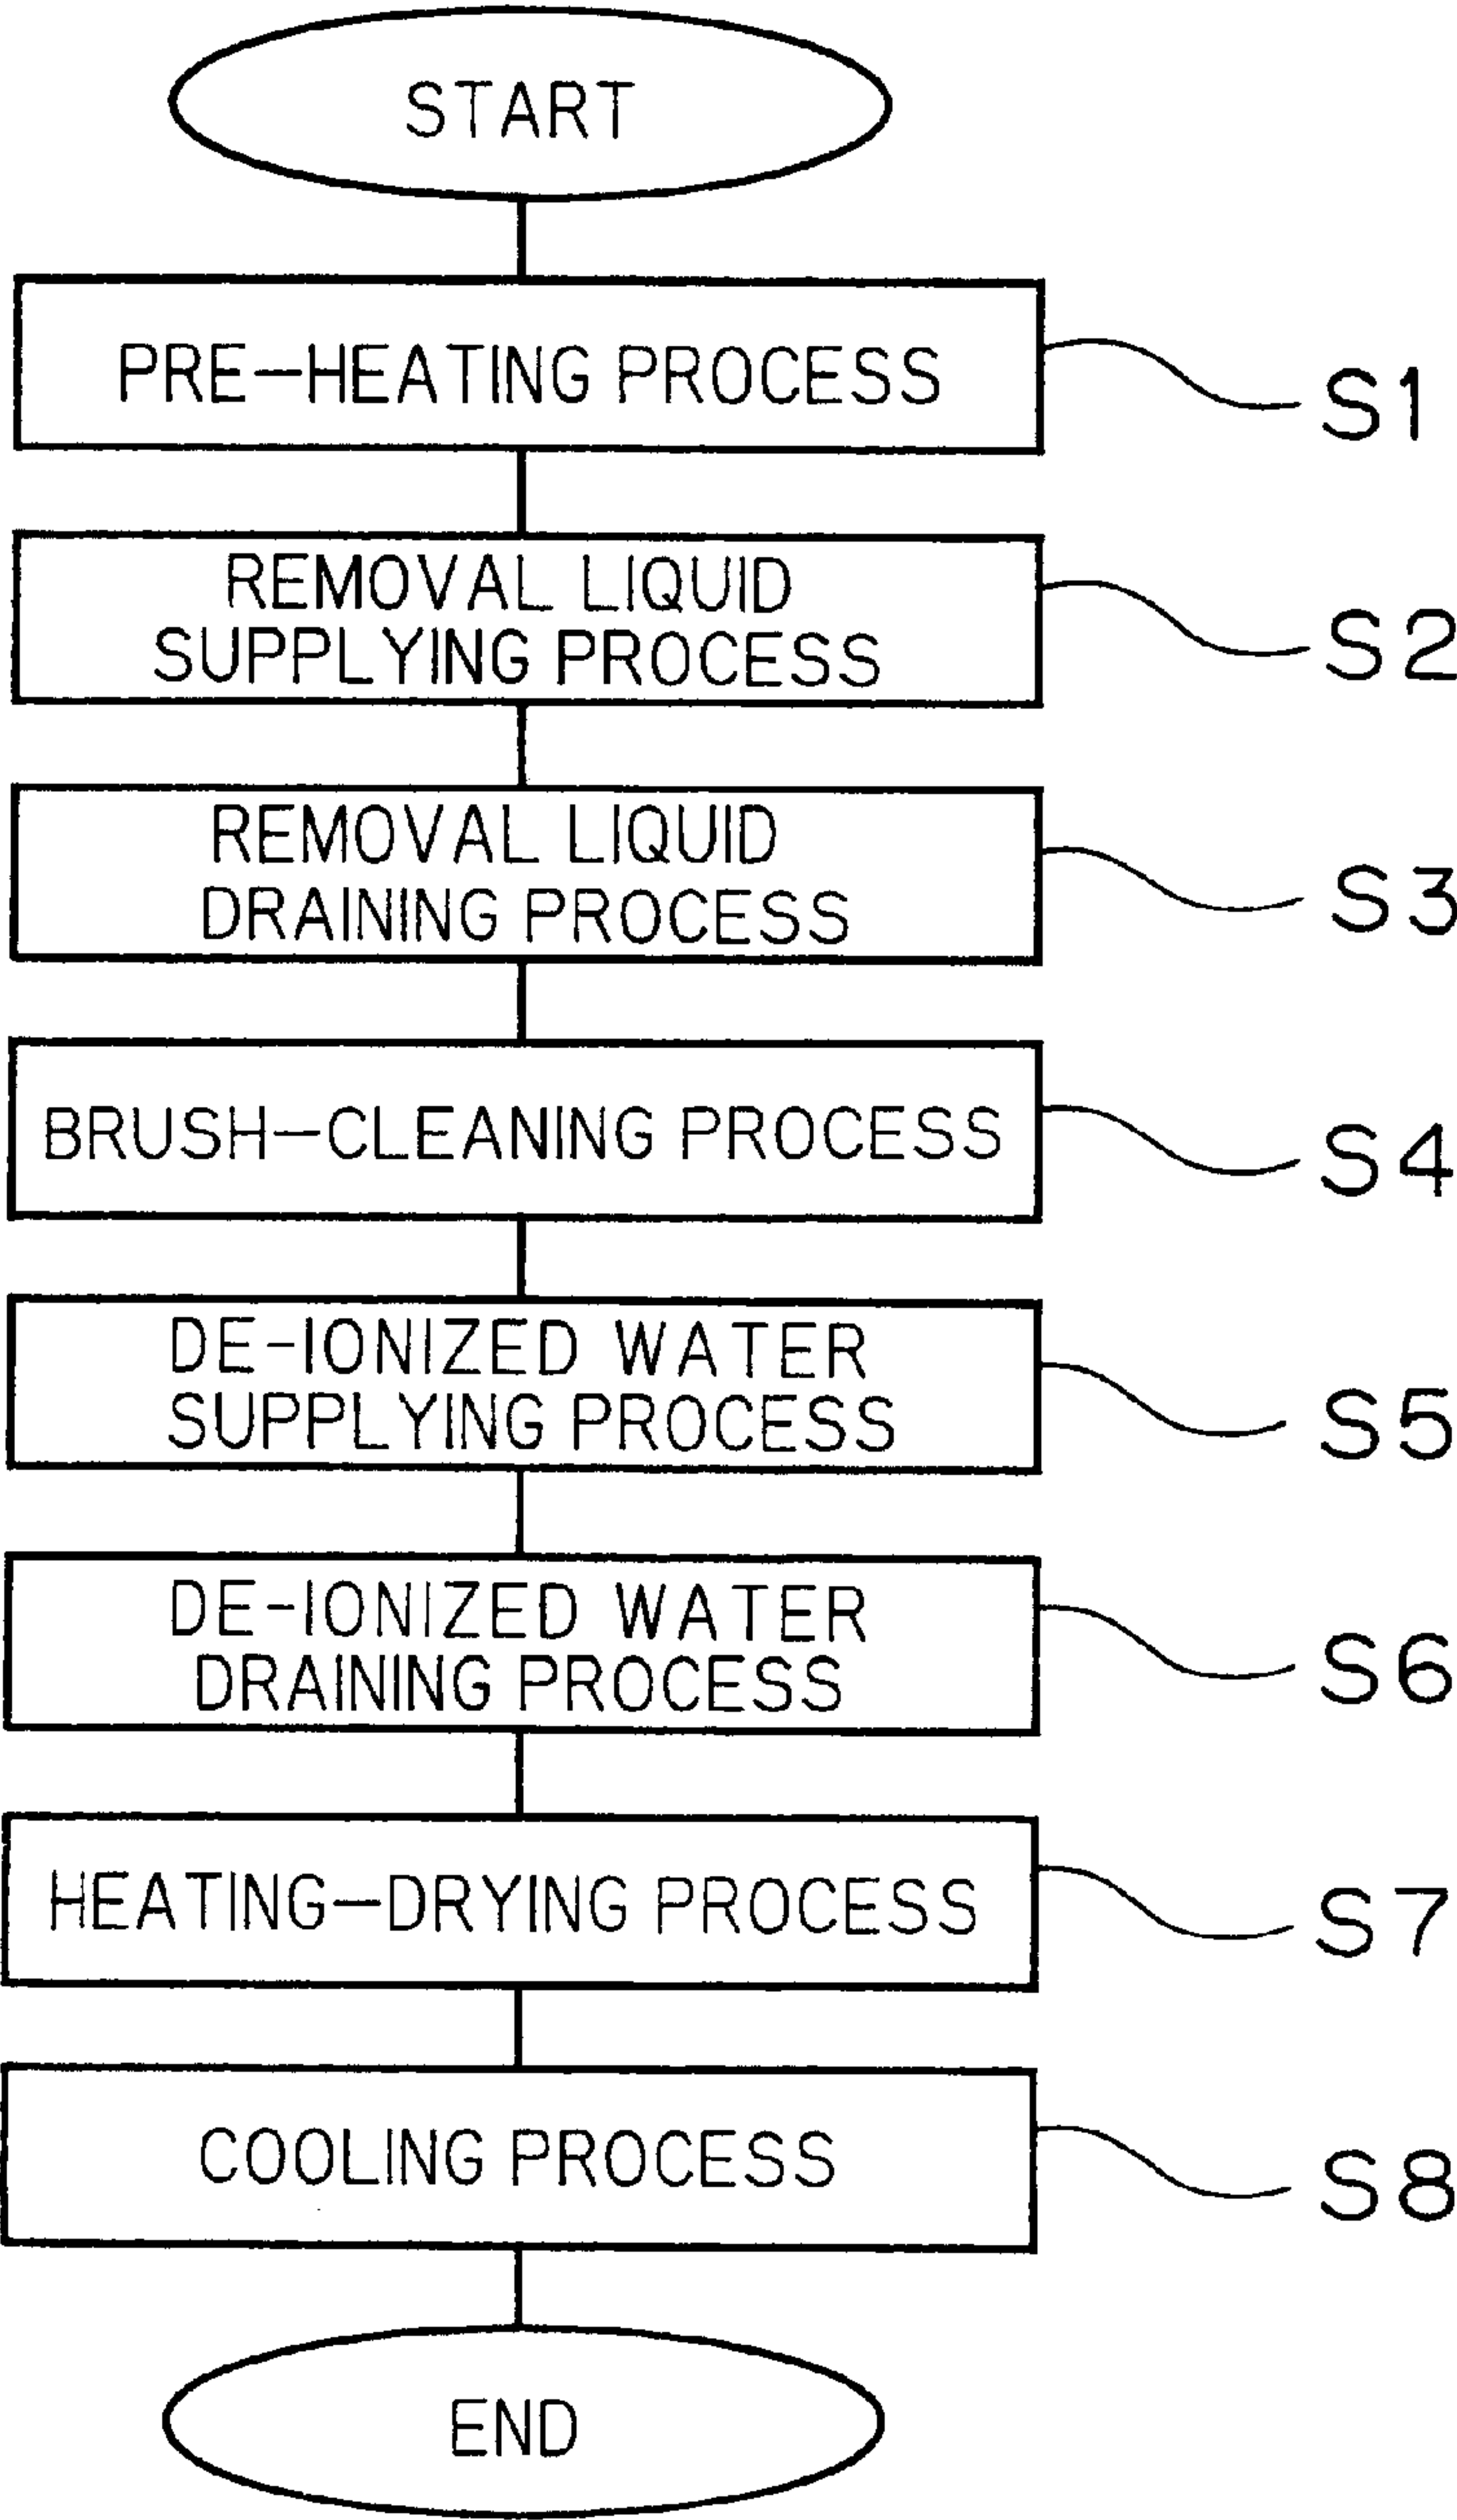 START
PRE-HEATING PROCESS
S1
REMOVAL LIQUID
SUPPLYING PROCESS
S2
REMOVAL LIQUID
DRAINING PROCESS
S3
BRUSH-CLEANING PROCESS
S4
DE-IONIZED WATER
SUPPLYING PROCESS
S5
DE-IONIZED WATER
DRAINING PROCESS
S6
HEATING-DRYING PROCESS
S7
COOLING PROCESS
S8
END